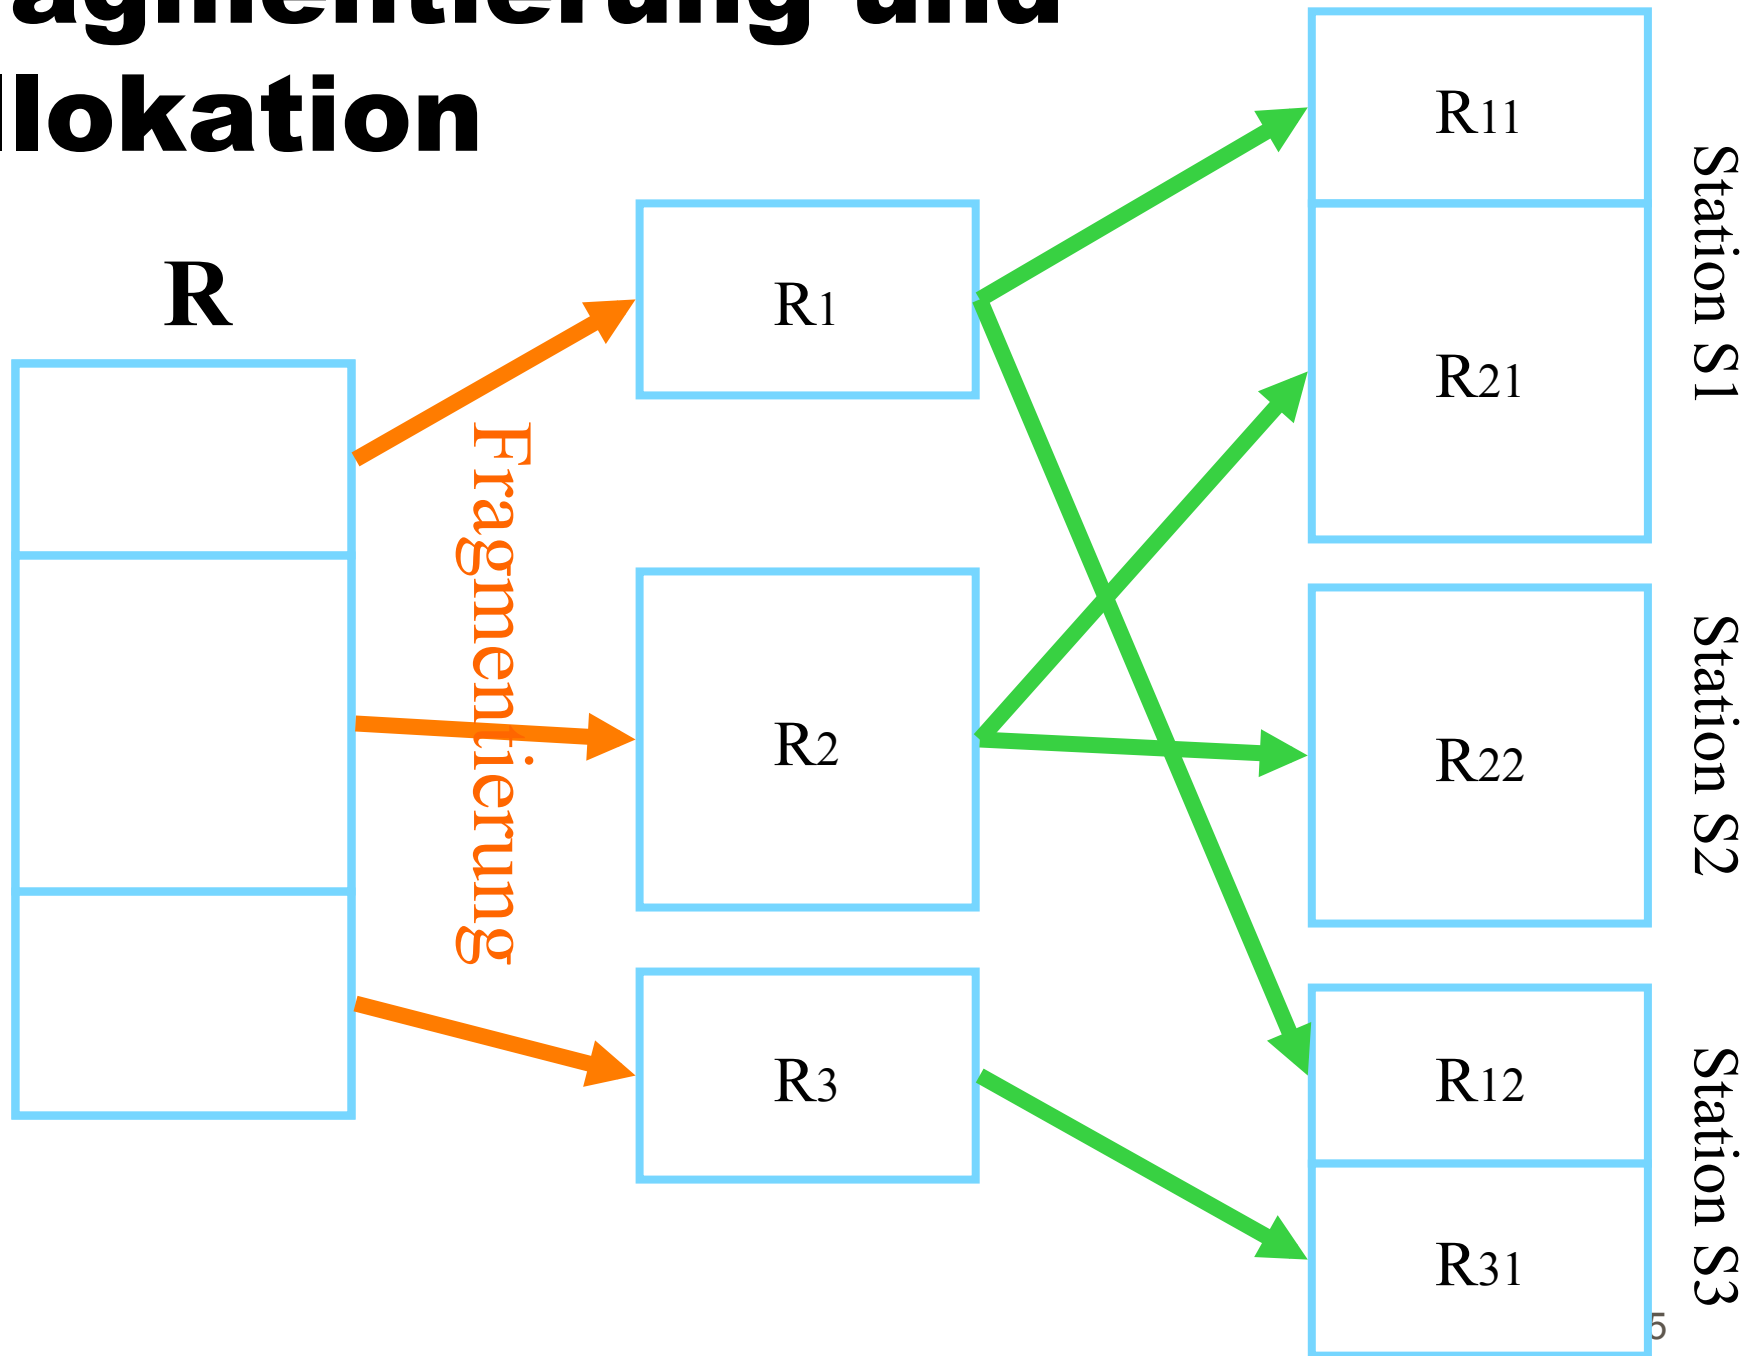 agmentierung und
llokation
R
R1
R2
R3
Fragmentierung
R11
R21
R22
R12
R31
Station S1
Station S2
Station S3
5